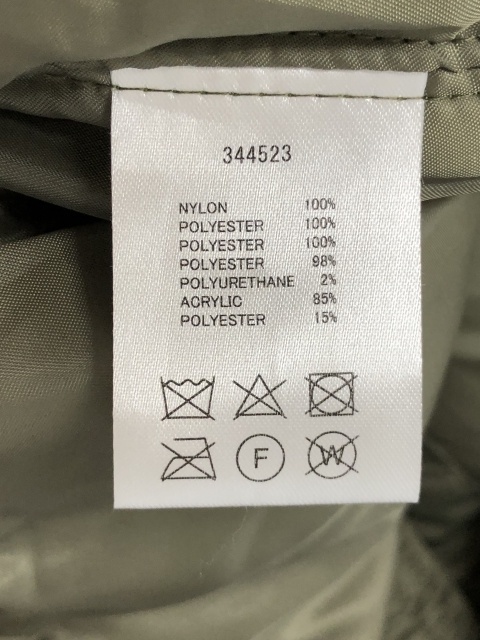 344523
NYLON 100%
POLYESTER 100%
POLYESTER 100%
POLYESTER 98%
POLYURETHANE 2%
ACRYLIC 85%
POLYESTER 15%
F W